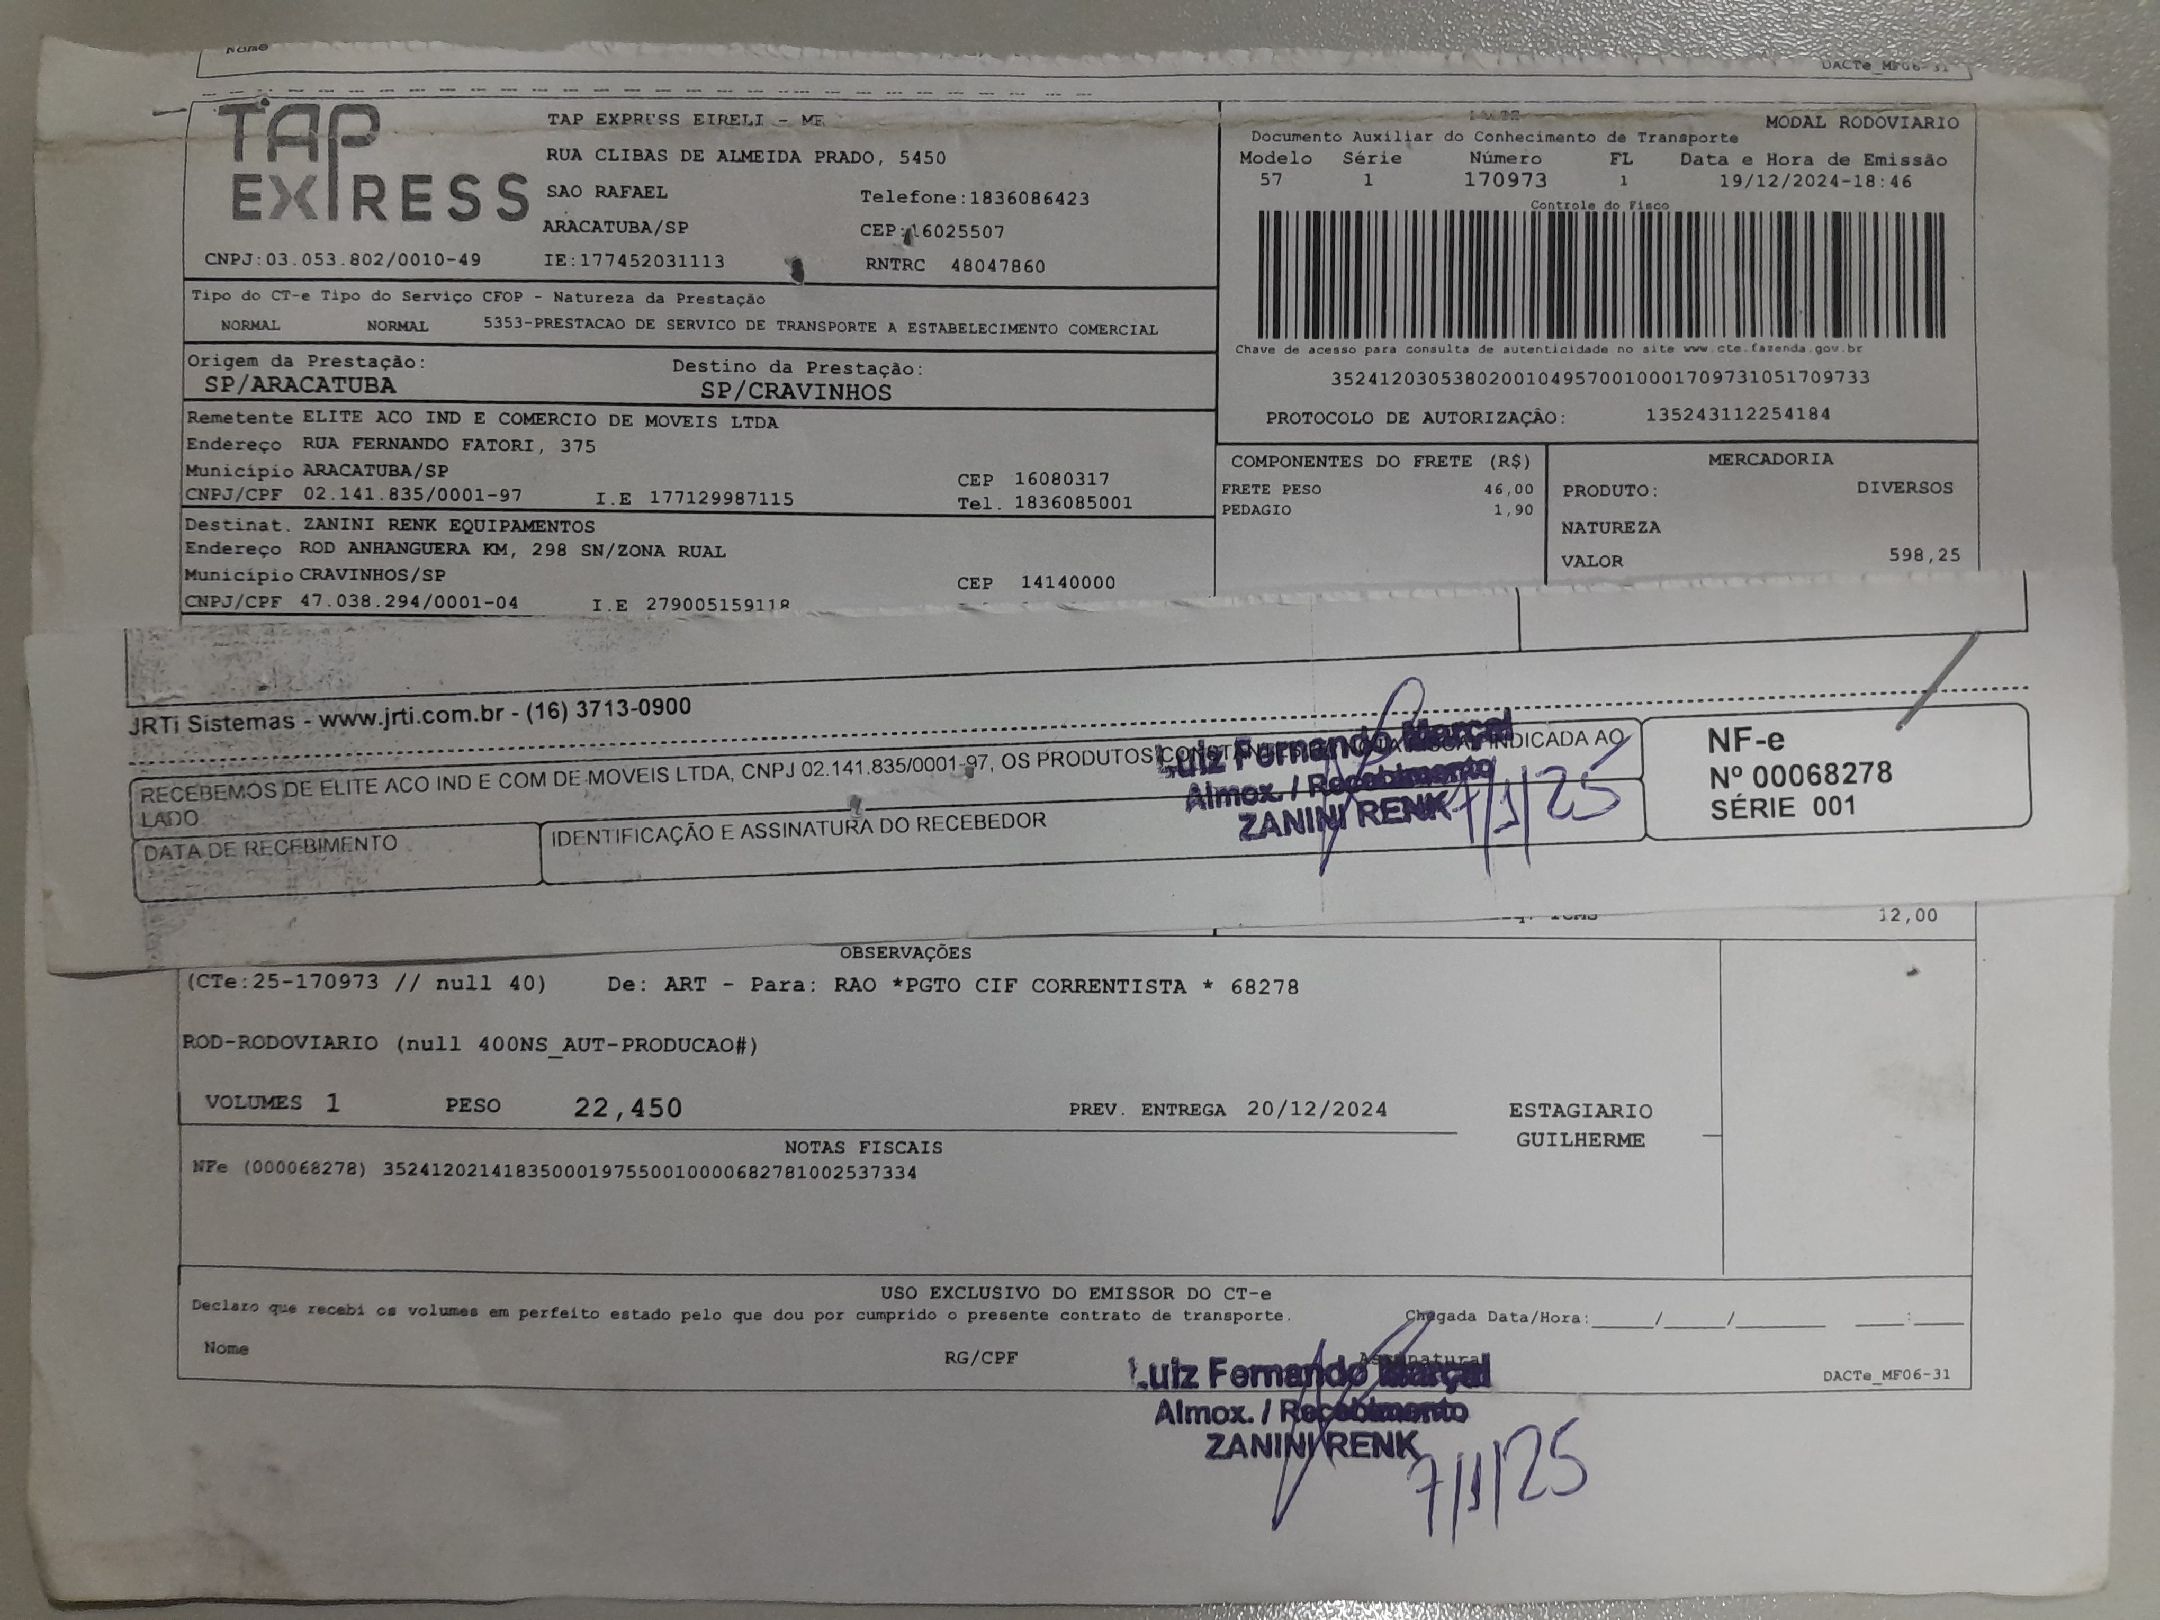 Nome
DACTe_MF06-31
TAP EXPRESS
TAP EXPRESS EIRELI - ME
RUA CLIBAS DE ALMEIDA PRADO, 5450
SAO RAFAEL
Telefone:1836086423
ARACATUBA/SP
CEP:16025507
CNPJ:03.053.802/0010-49
IE:177452031113
RNTRC 48047860
MODAL RODOVIARIO
Documento Auxiliar do Conhecimento de Transporte
Modelo Série Número FL Data e Hora de Emissão
57 1 170973 1 19/12/2024-18:46
Controle do Fisco
Chave de acesso para consulta de autenticidade no site www.cte.fazenda.gov.br
35241203053802001049570010001709731051709733
PROTOCOLO DE AUTORIZAÇÃO: 135243112254184
Tipo do CT-e Tipo do Serviço CFOP - Natureza da Prestação
NORMAL NORMAL 5353-PRESTACAO DE SERVICO DE TRANSPORTE A ESTABELECIMENTO COMERCIAL
Origem da Prestação: Destino da Prestação:
SP/ARACATUBA SP/CRAVINHOS
Remetente ELITE ACO IND E COMERCIO DE MOVEIS LTDA
Endereço RUA FERNANDO FATORI, 375
Município ARACATUBA/SP CEP 16080317
CNPJ/CPF 02.141.835/0001-97 I.E 177129987115 Tel. 1836085001
Destinat. ZANINI RENK EQUIPAMENTOS
Endereço ROD ANHANGUERA KM, 298 SN/ZONA RUAL
Município CRAVINHOS/SP CEP 14140000
CNPJ/CPF 47.038.294/0001-04 I.E 279005159118
COMPONENTES DO FRETE (R$)
FRETE PESO 46,00
PEDAGIO 1,90
MERCADORIA
PRODUTO: DIVERSOS
NATUREZA
VALOR 598,25
JRTi Sistemas - www.jrti.com.br - (16) 3713-0900
RECEBEMOS DE ELITE ACO IND E COM DE MOVEIS LTDA, CNPJ 02.141.835/0001-97, OS PRODUTOS INDICADA AO
LADO
DATA DE RECEBIMENTO
IDENTIFICAÇÃO E ASSINATURA DO RECEBEDOR
Luiz Fernando Marçal
Almox. / Recebimento
ZANINI RENK
7/1/25
NF-e
Nº 00068278
SÉRIE 001
ICMS 12,00
OBSERVAÇÕES
(CTe:25-170973 // null 40) De: ART - Para: RAO *PGTO CIF CORRENTISTA * 68278
ROD-RODOVIARIO (null 400NS_AUT-PRODUCAO#)
VOLUMES 1 PESO 22,450 PREV. ENTREGA 20/12/2024
ESTAGIARIO
GUILHERME
NOTAS FISCAIS
NFe (000068278) 35241202141835000197550010000682781002537334
USO EXCLUSIVO DO EMISSOR DO CT-e
Declaro que recebi os volumes em perfeito estado pelo que dou por cumprido o presente contrato de transporte.
Chegada Data/Hora:_____/_____/_______ ____:____
Nome RG/CPF Assinatura
DACTe_MF06-31
Luiz Fernando Marçal
Almox. / Recebimento
ZANINI RENK
7/1/25